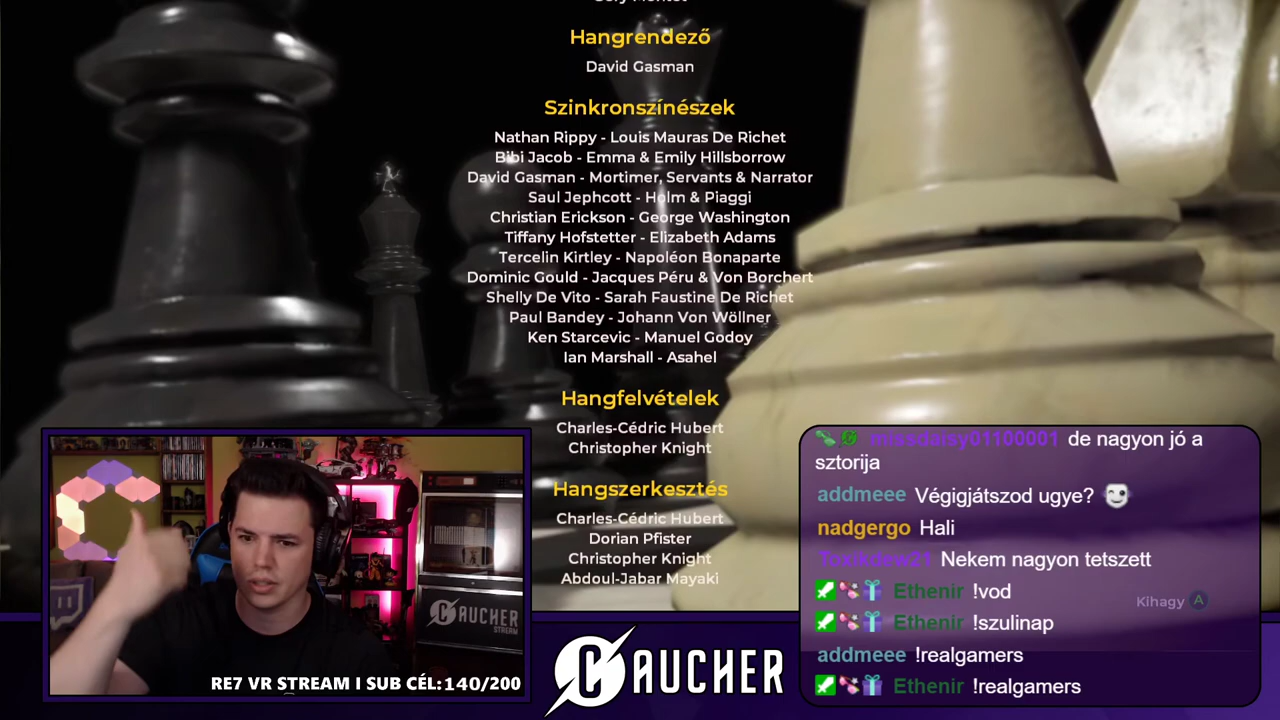 Hangrendező
David Gasman
Szinkronszínészek
Nathan Rippy - Louis Mauras De Richet
Bibi Jacob - Emma & Emily Hillsborrow
David Gasman - Mortimer, Servants & Narrator
Saul Jephcott - Holm & Piaggi
Christian Erickson - George Washington
Tiffany Hofstetter - Elizabeth Adams
Tercelin Kirtley - Napoléon Bonaparte
Dominic Gould - Jacques Péru & Von Borchert
Shelly De Vito - Sarah Faustine De Richet
Paul Bandey - Johann Von Wöllner
Ken Starcevic - Manuel Godoy
Ian Marshall - Asahel
Hangfelvételek
Charles-Cédric Hubert
Christopher Knight
Hangszerkesztés
Charles-Cédric Hubert
Dorian Pfister
Christopher Knight
Abdoul-Jabar Mayaki
missdaisy01100001 de nagyon jó a
sztorija
addmeee Végigjátszod ugye?
nadgergo Hali
Toxikdew21 Nekem nagyon tetszett
Ethenir !vod
Kihagy A
Ethenir !szulinap
addmeee !realgamers
Ethenir !realgamers
CAUCHER
STREAM
RE7 VR STREAM I SUB CÉL:140/200
CAUCHER